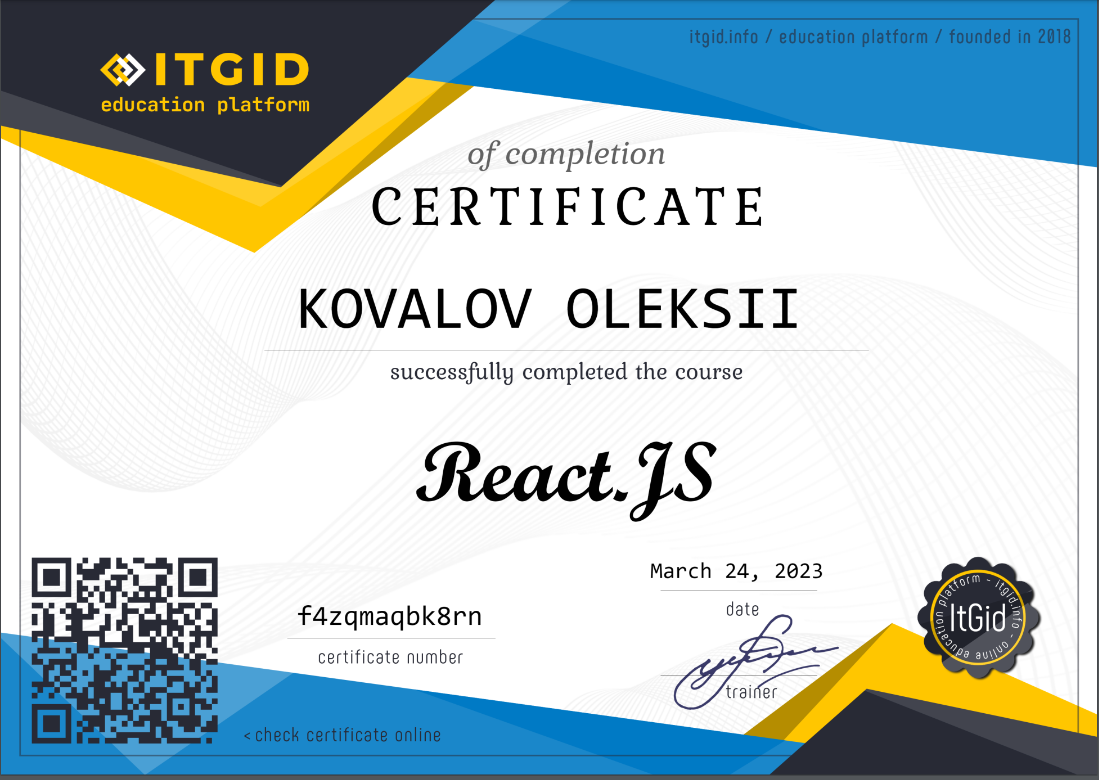 itgid.info / education platform / founded in 2018
ITGID
education platform
of completion
CERTIFICATE
KOVALOV OLEKSII
successfully completed the course
React.JS
March 24, 2023
date
f4zqmaqbk8rn
certificate number
trainer
< check certificate online
ItGid
education platform - itgid.info - online